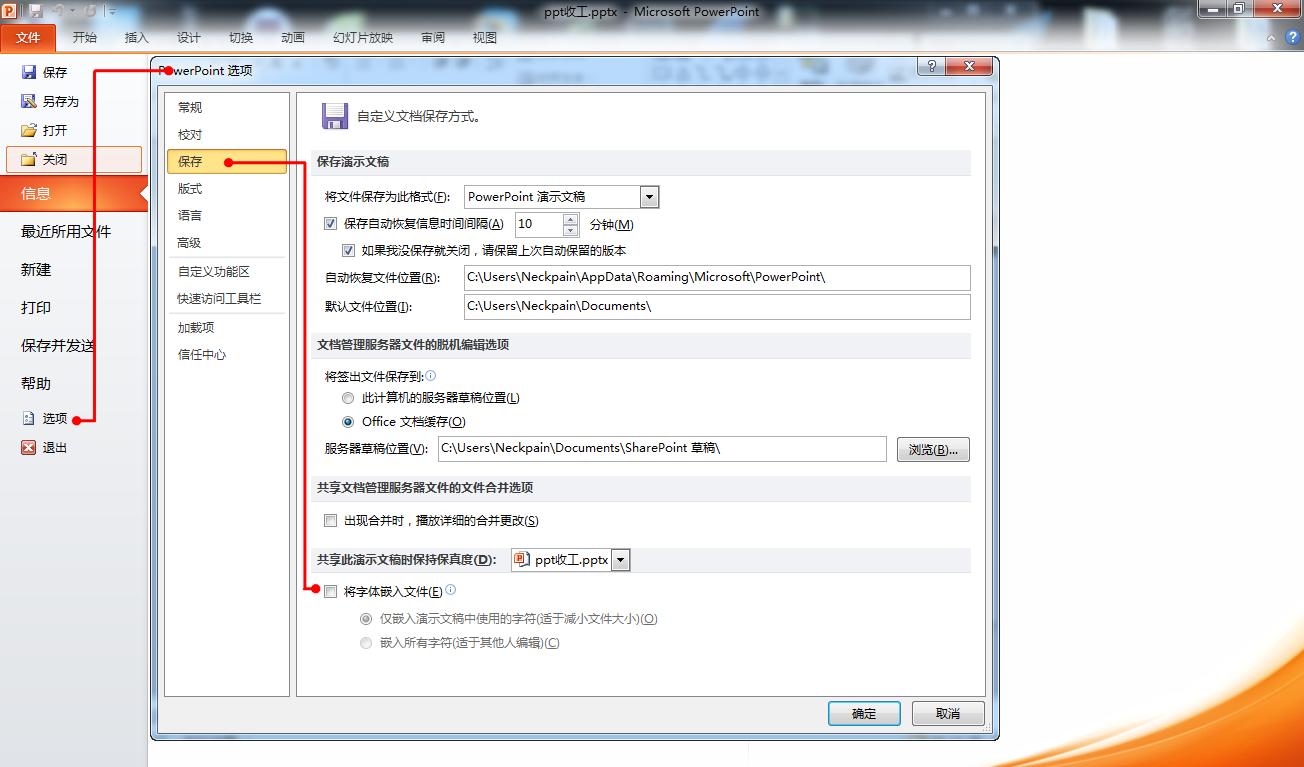 ppt收工.pptx - Microsoft PowerPoint
文件 开始 插入 设计 切换 动画 幻灯片放映 审阅 视图
保存
另存为
打开
关闭
信息
最近所用文件
新建
打印
保存并发送
帮助
选项
退出
PowerPoint 选项
常规
校对
保存
版式
语言
高级
自定义功能区
快速访问工具栏
加载项
信任中心
自定义文档保存方式。
保存演示文稿
将文件保存为此格式(F): PowerPoint 演示文稿
保存自动恢复信息时间间隔(A) 10 分钟(M)
如果我没保存就关闭，请保留上次自动保留的版本
自动恢复文件位置(R): C:\Users\Neckpain\AppData\Roaming\Microsoft\PowerPoint\
默认文件位置(I): C:\Users\Neckpain\Documents\
文档管理服务器文件的脱机编辑选项
将签出文件保存到:
此计算机的服务器草稿位置(L)
Office 文档缓存(O)
服务器草稿位置(V): C:\Users\Neckpain\Documents\SharePoint 草稿\ 浏览(B)...
共享文档管理服务器文件的文件合并选项
出现合并时，播放详细的合并更改(S)
共享此演示文稿时保持保真度(D): ppt收工.pptx
将字体嵌入文件(E)
仅嵌入演示文稿中使用的字符(适于减小文件大小)(O)
嵌入所有字符(适于其他人编辑)(C)
确定 取消